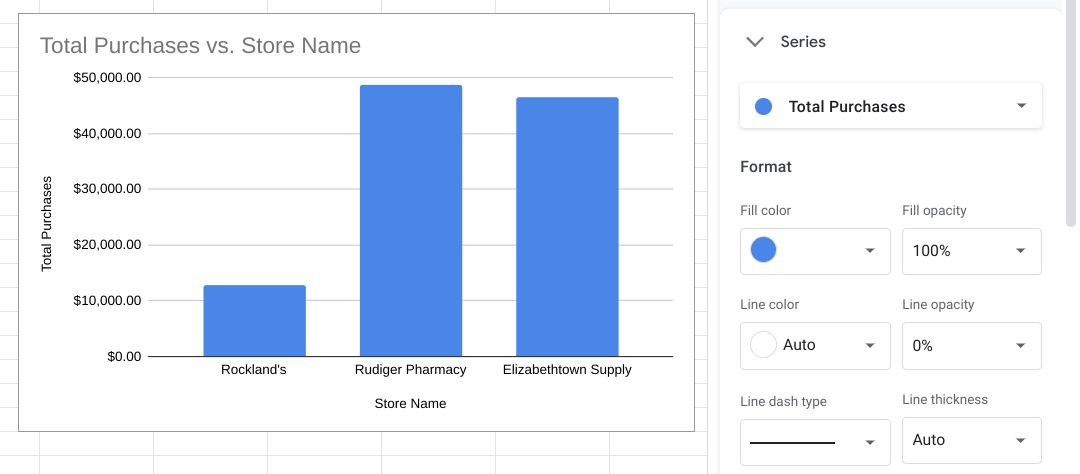 Total Purchases vs. Store Name
$50,000.00
$40,000.00
$30,000.00
$20,000.00
$10,000.00
$0.00
Total Purchases
Rockland's
Rudiger Pharmacy
Elizabethtown Supply
Store Name
Series
Total Purchases
Format
Fill color
Fill opacity
100%
Line color
Line opacity
Auto
0%
Line dash type
Line thickness
Auto